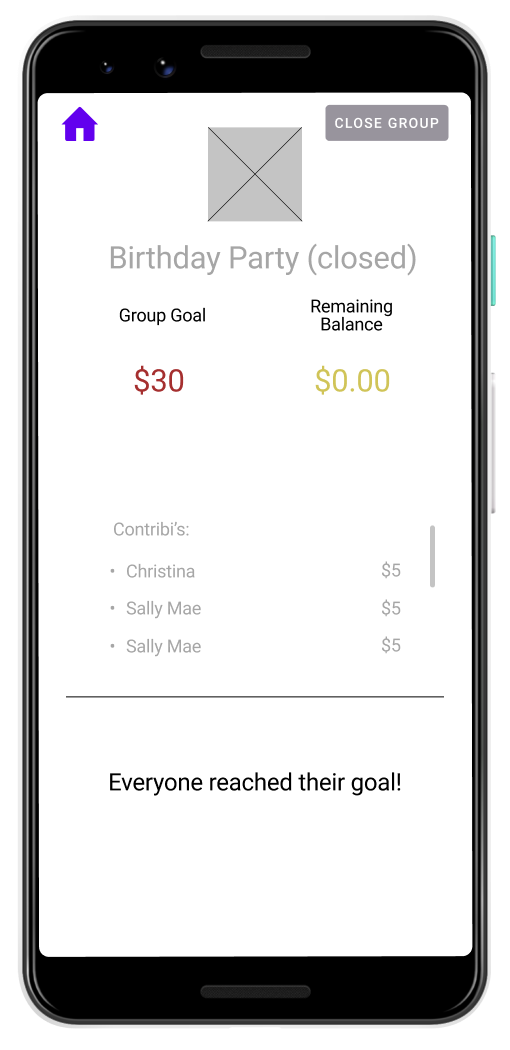 CLOSE GROUP
Birthday Party (closed)
Group Goal
Remaining
Balance
$30
$0.00
Contribi's:
• Christina $5
• Sally Mae $5
• Sally Mae $5
Everyone reached their goal!